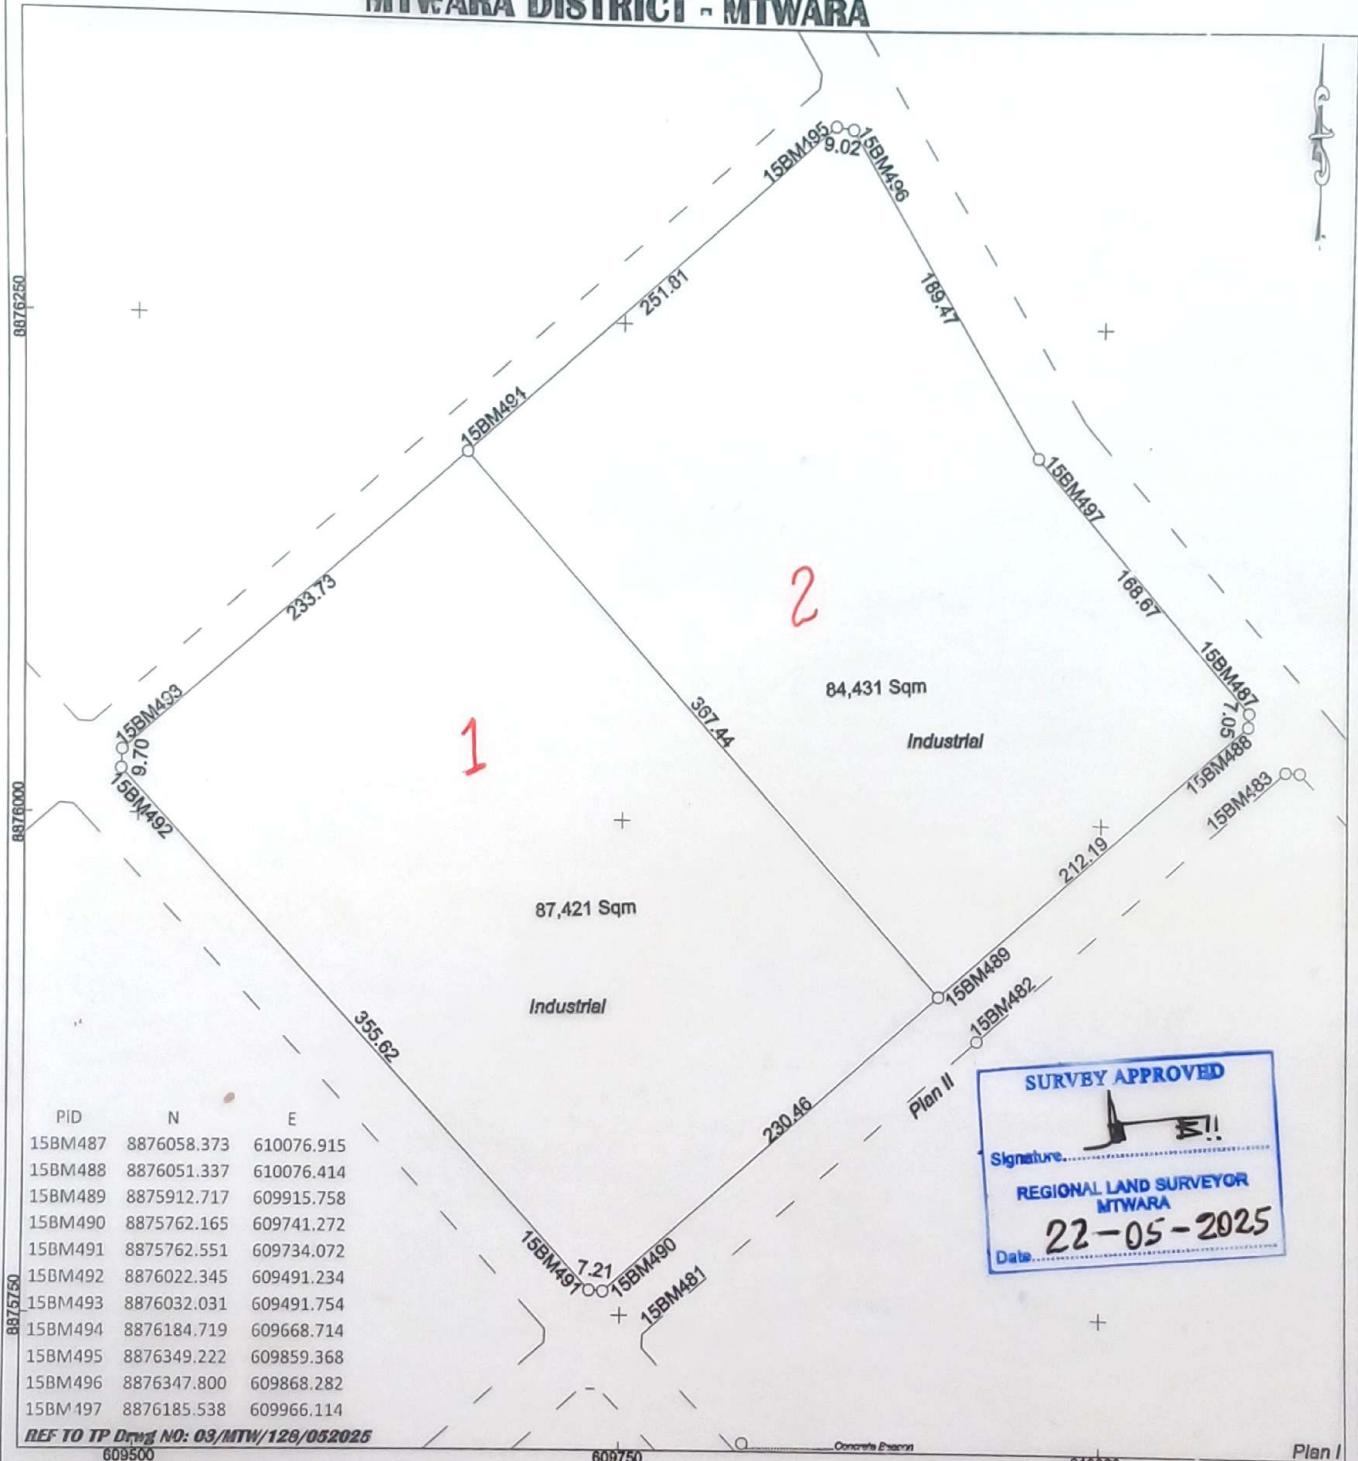 MTWARA DISTRICT - MTWARA
15BM495
9.02
15BM496
8876250
251.81
189.47
15BM494
15BM497
233.73
168.67
2
15BM487
84,431 Sqm
7.05
367.44
1
Industrial
15BM488
15BM493
9.70
15BM483
15BM492
8876000
212.19
87,421 Sqm
15BM489
Industrial
15BM482
355.62
Plan II
230.46
SURVEY APPROVED
Signature
REGIONAL LAND SURVEYOR
MTWARA
Date 22-05-2025
15BM491
7.21
15BM490
15BM481
8875750
PID N E
15BM487 8876058.373 610076.915
15BM488 8876051.337 610076.414
15BM489 8875912.717 609915.758
15BM490 8875762.165 609741.272
15BM491 8875762.551 609734.072
15BM492 8876022.345 609491.234
15BM493 8876032.031 609491.754
15BM494 8876184.719 609668.714
15BM495 8876349.222 609859.368
15BM496 8876347.800 609868.282
15BM497 8876185.538 609966.114
REF TO TP Drwg NO: 03/MTW/128/052025
609500
609750
Concrete Beacon
Plan I